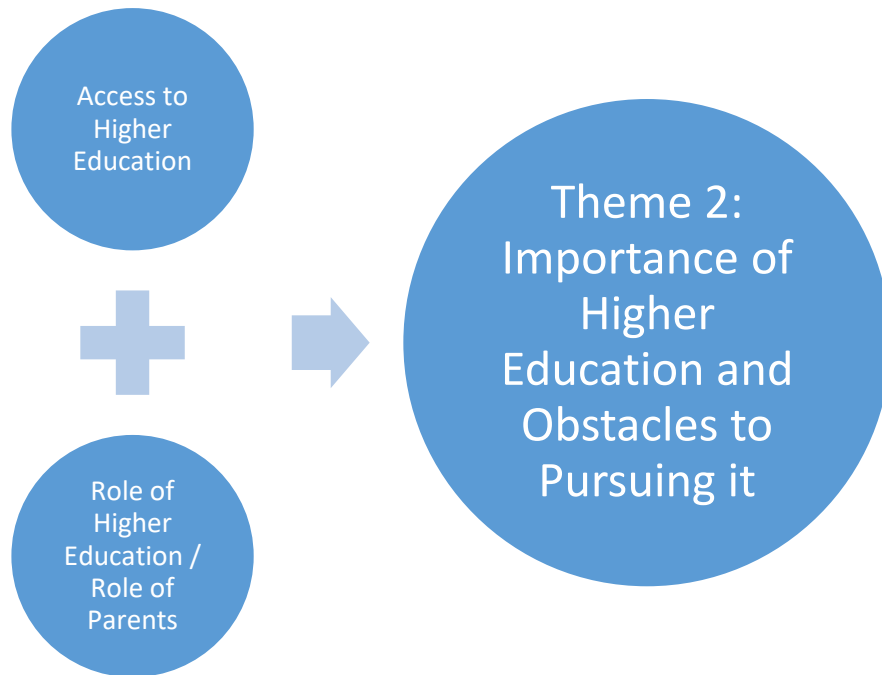 Access to
Higher
Education
Role of
Higher
Education /
Role of
Parents
Theme 2:
Importance of
Higher
Education and
Obstacles to
Pursuing it